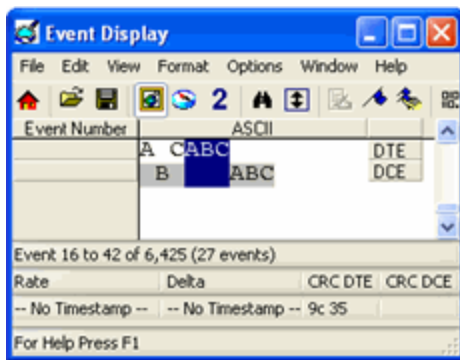 Event Display
File Edit View Format Options Window Help
2
Event Number ASCII
A CABC DTE
B ABC DCE
Event 16 to 42 of 6,425 (27 events)
Rate Delta CRC DTE CRC DCE
-- No Timestamp -- -- No Timestamp -- 9c 35
For Help Press F1